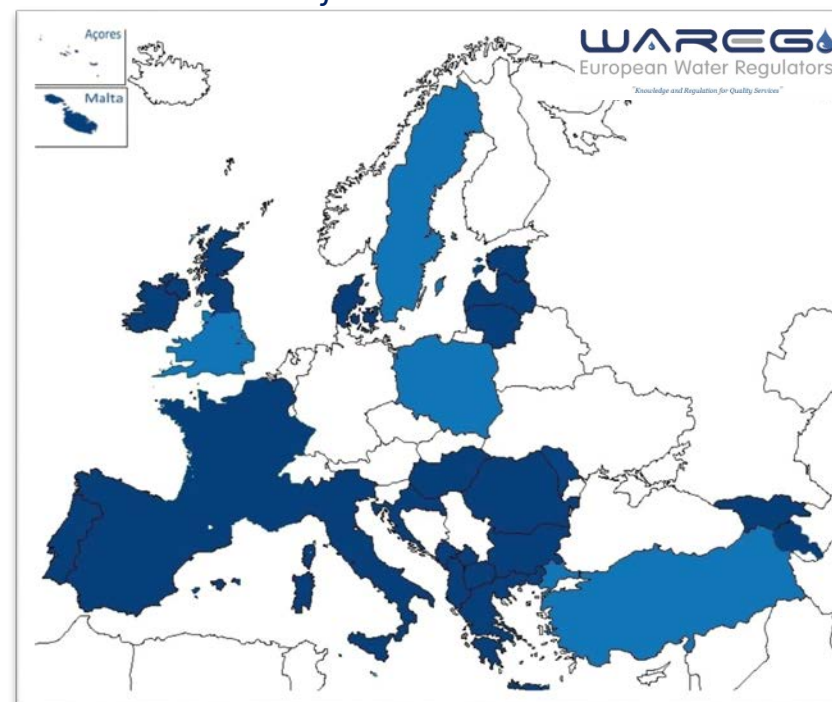 Açores
Malta
WAREG
European Water Regulators
"Knowledge and Regulation for Quality Services"